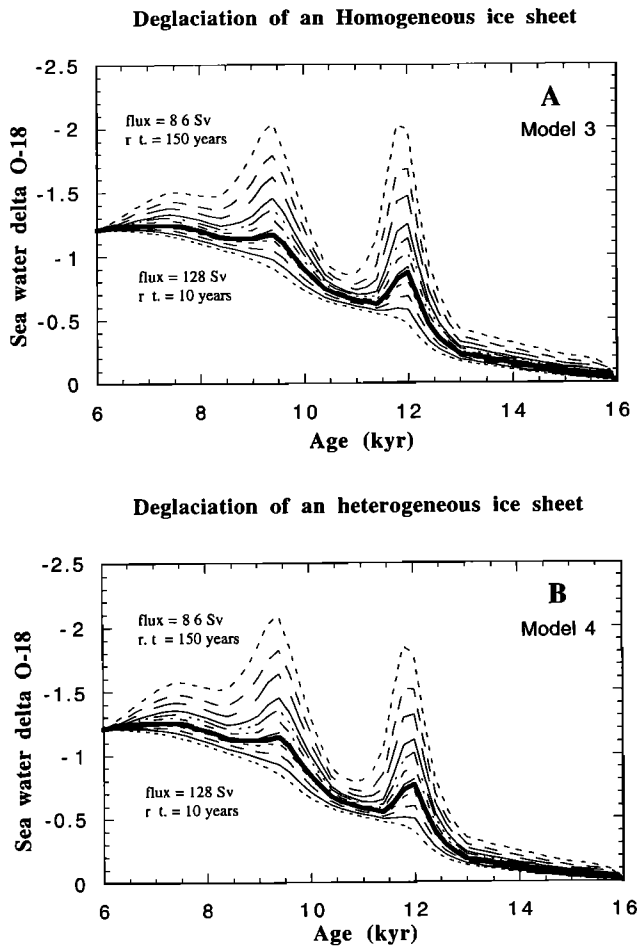 Deglaciation of an Homogeneous ice sheet
-2.5
-2
-1.5
-1
-0.5
0
Sea water delta O-18
flux = 8 6 Sv
r t. = 150 years
A
Model 3
flux = 128 Sv
r t. = 10 years
6 8 10 12 14 16
Age (kyr)
Deglaciation of an heterogeneous ice sheet
-2.5
-2
-1.5
-1
-0.5
0
Sea water delta O-18
flux = 8 6 Sv
r. t = 150 years
B
Model 4
flux = 128 Sv
r t. = 10 years
6 8 10 12 14 16
Age (kyr)